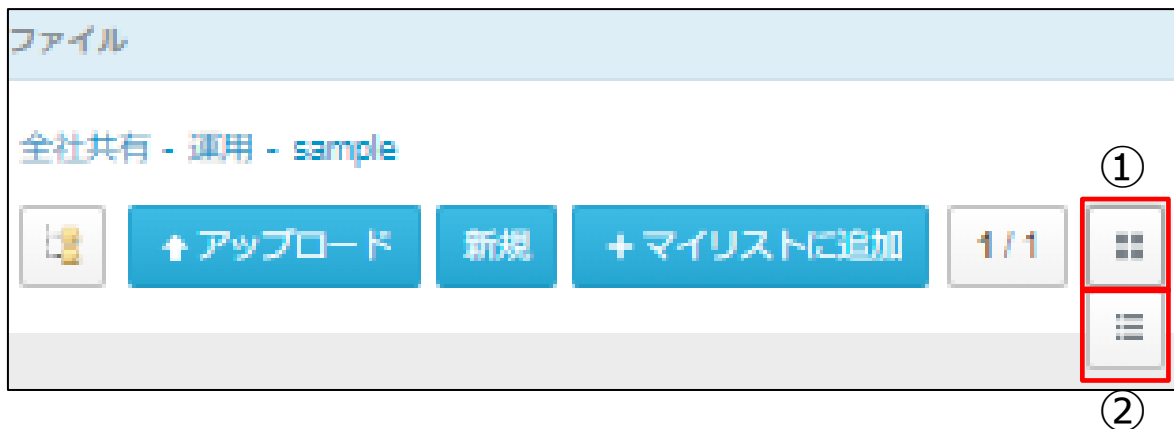 ファイル
全社共有 - 運用 - sample
①
アップロード 新規 +マイリストに追加 1/1
②